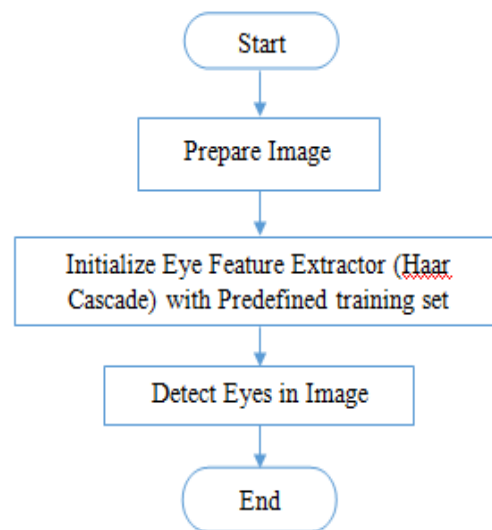 Start
Prepare Image
Initialize Eye Feature Extractor (Haar
Cascade) with Predefined training set
Detect Eyes in Image
End